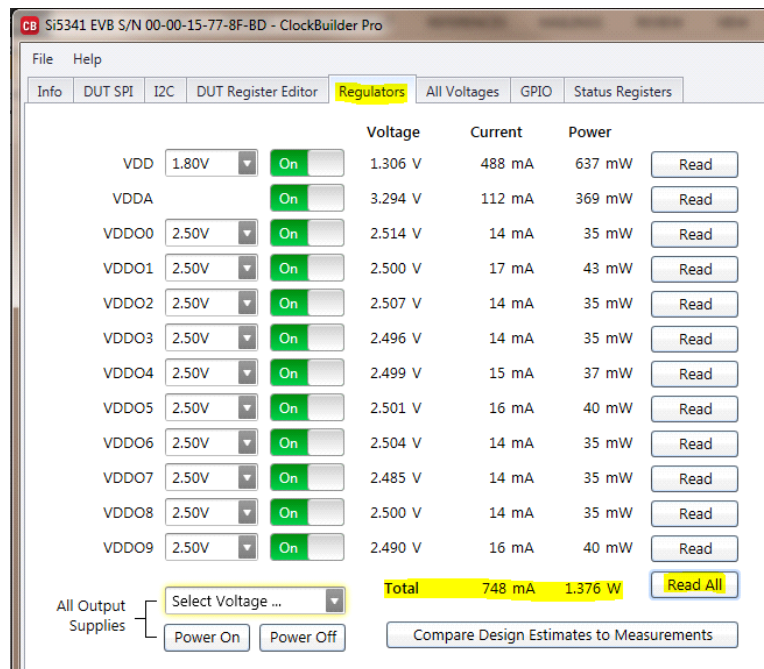 CB Si5341 EVB S/N 00-00-15-77-8F-BD - ClockBuilder Pro
File Help
Info DUT SPI I2C DUT Register Editor Regulators All Voltages GPIO Status Registers
Voltage Current Power
VDD 1.80V On 1.306 V 488 mA 637 mW Read
VDDA On 3.294 V 112 mA 369 mW Read
VDDO0 2.50V On 2.514 V 14 mA 35 mW Read
VDDO1 2.50V On 2.500 V 17 mA 43 mW Read
VDDO2 2.50V On 2.507 V 14 mA 35 mW Read
VDDO3 2.50V On 2.496 V 14 mA 35 mW Read
VDDO4 2.50V On 2.499 V 15 mA 37 mW Read
VDDO5 2.50V On 2.501 V 16 mA 40 mW Read
VDDO6 2.50V On 2.504 V 14 mA 35 mW Read
VDDO7 2.50V On 2.485 V 14 mA 35 mW Read
VDDO8 2.50V On 2.500 V 14 mA 35 mW Read
VDDO9 2.50V On 2.490 V 16 mA 40 mW Read
Total 748 mA 1.376 W Read All
All Output Supplies
Select Voltage ...
Power On Power Off
Compare Design Estimates to Measurements